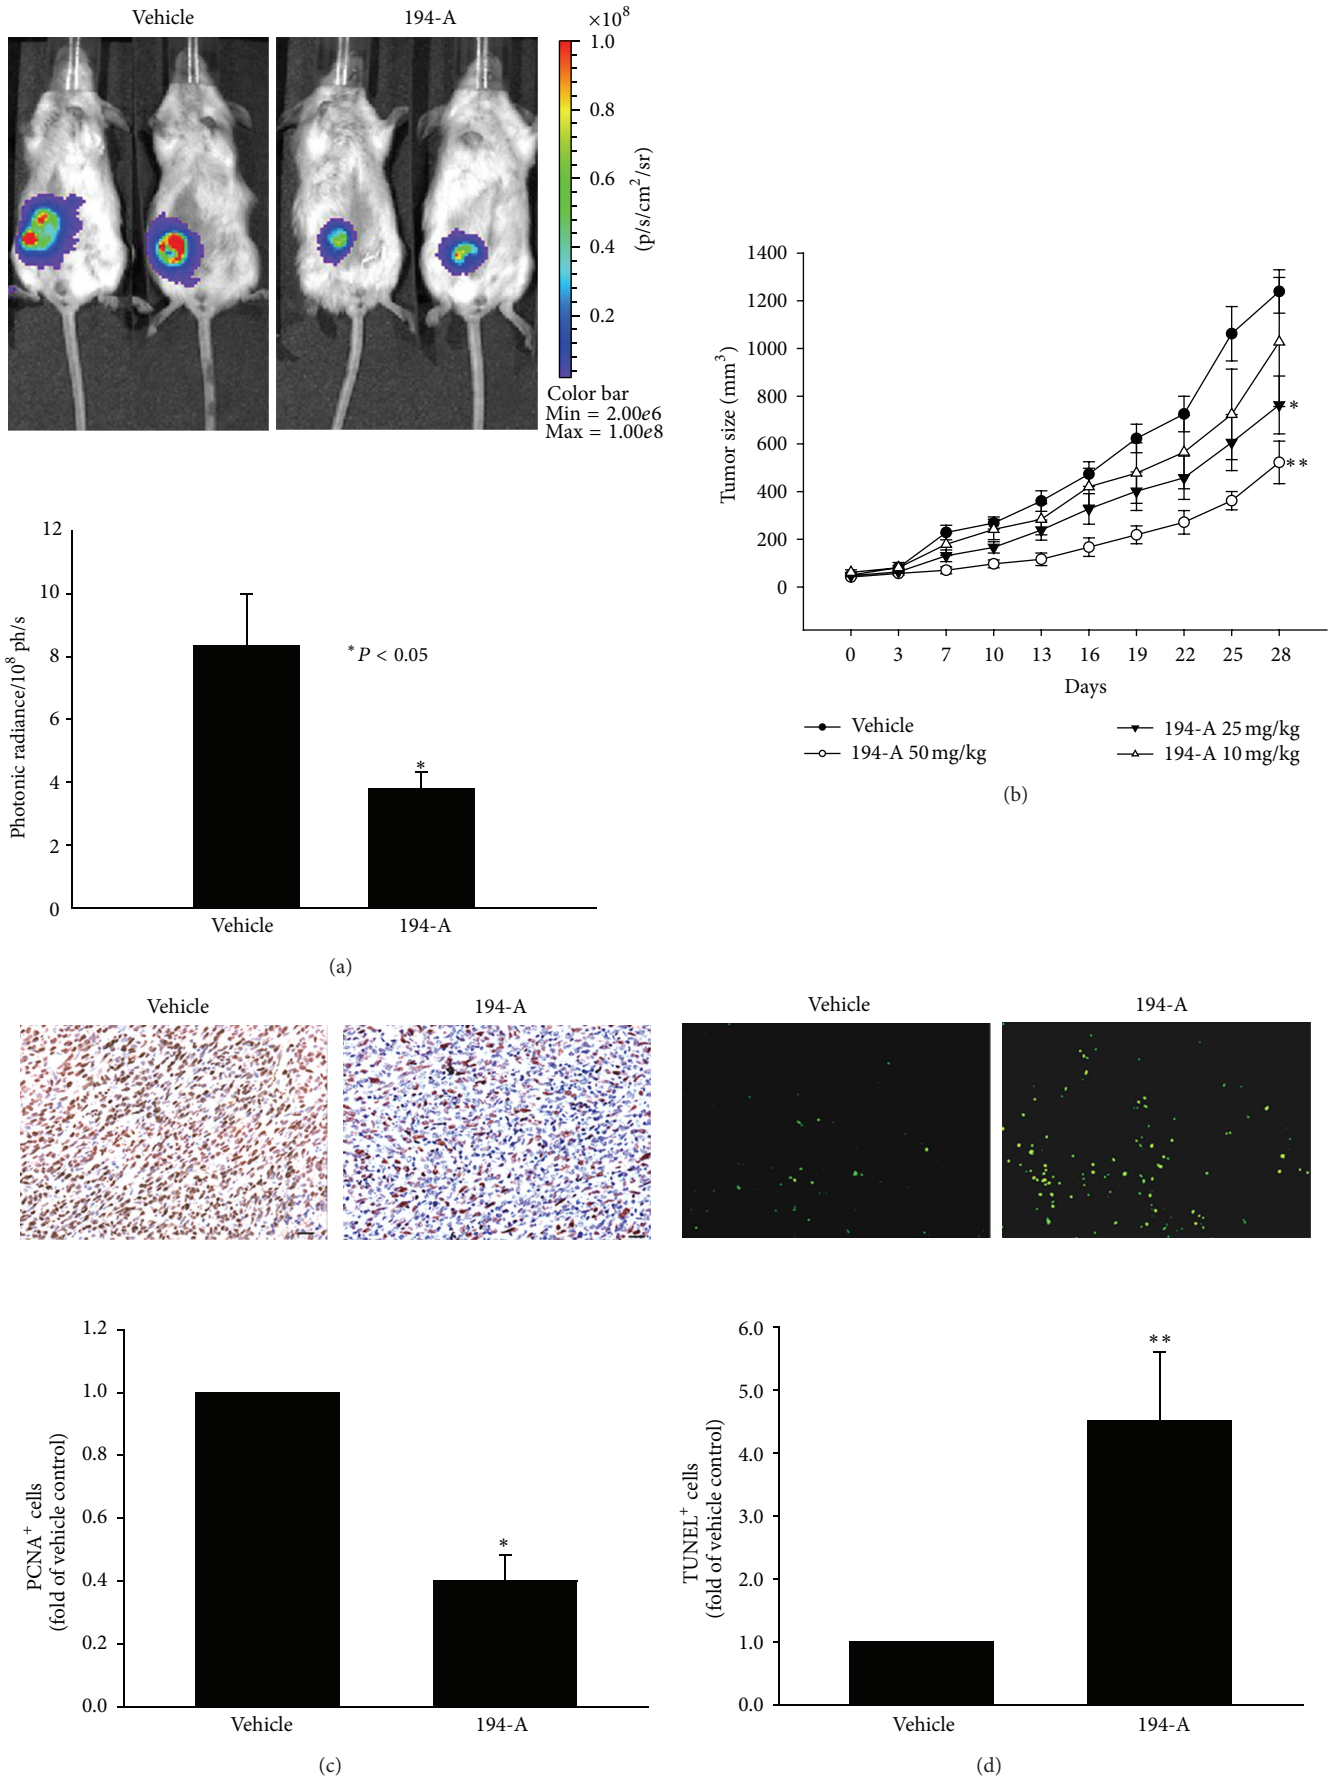 Vehicle
194-A
×10⁸
1.0
0.8
0.6
0.4
0.2
(p/s/cm²/sr)
Color bar
Min = 2.00e6
Max = 1.00e8
12
10
8
6
4
2
0
Photonic radiance/10⁸ ph/s
*P < 0.05
*
Vehicle
194-A
(a)
1400
1200
1000
800
600
400
200
0
Tumor size (mm³)
*
**
0 3 7 10 13 16 19 22 25 28
Days
Vehicle
194-A 50 mg/kg
194-A 25 mg/kg
194-A 10 mg/kg
(b)
Vehicle
194-A
1.2
1.0
0.8
0.6
0.4
0.2
0.0
PCNA⁺ cells
(fold of vehicle control)
*
Vehicle
194-A
(c)
Vehicle
194-A
6.0
5.0
4.0
3.0
2.0
1.0
0.0
TUNEL⁺ cells
(fold of vehicle control)
**
Vehicle
194-A
(d)